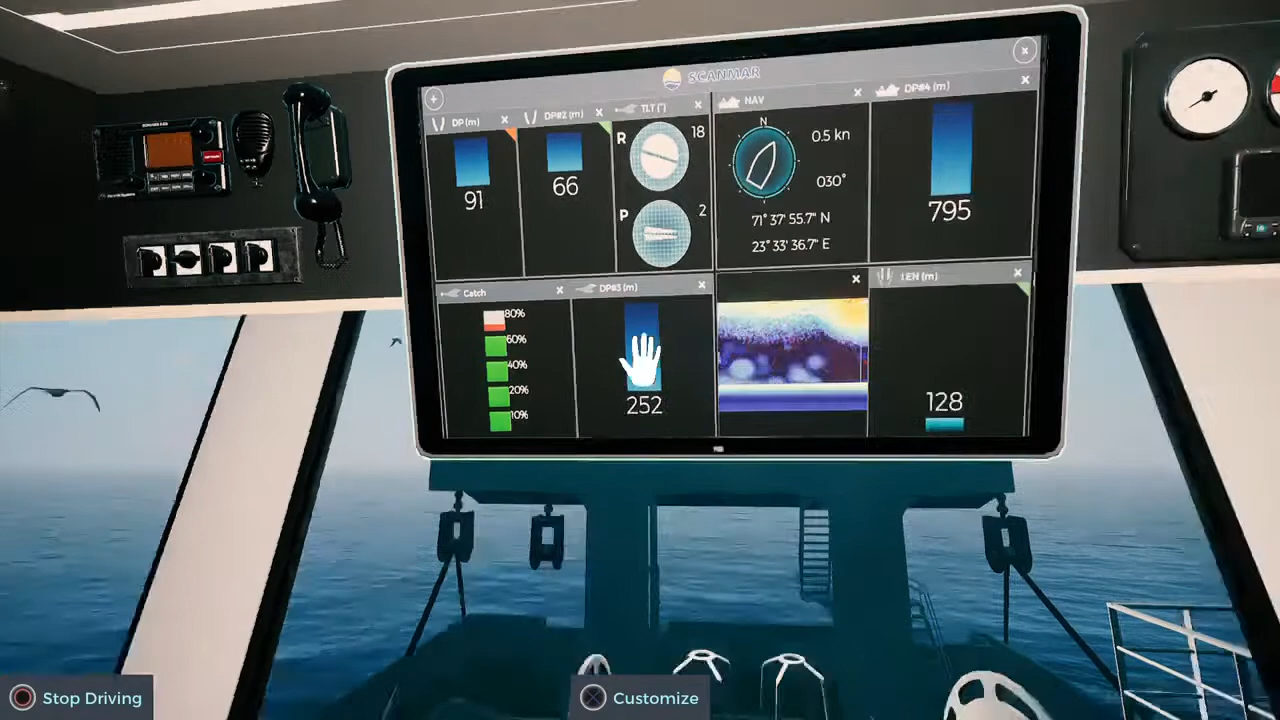 SCANMAR
DP (m)
DP#2 (m)
TLT (°)
NAV
DP#4 (m)
91
66
R
18
P
2
N
0.5 kn
030°
71° 37' 55.7" N
23° 33' 36.7" E
795
Catch
80%
60%
40%
20%
10%
DP#3 (m)
252
LEN (m)
128
Stop Driving
Customize